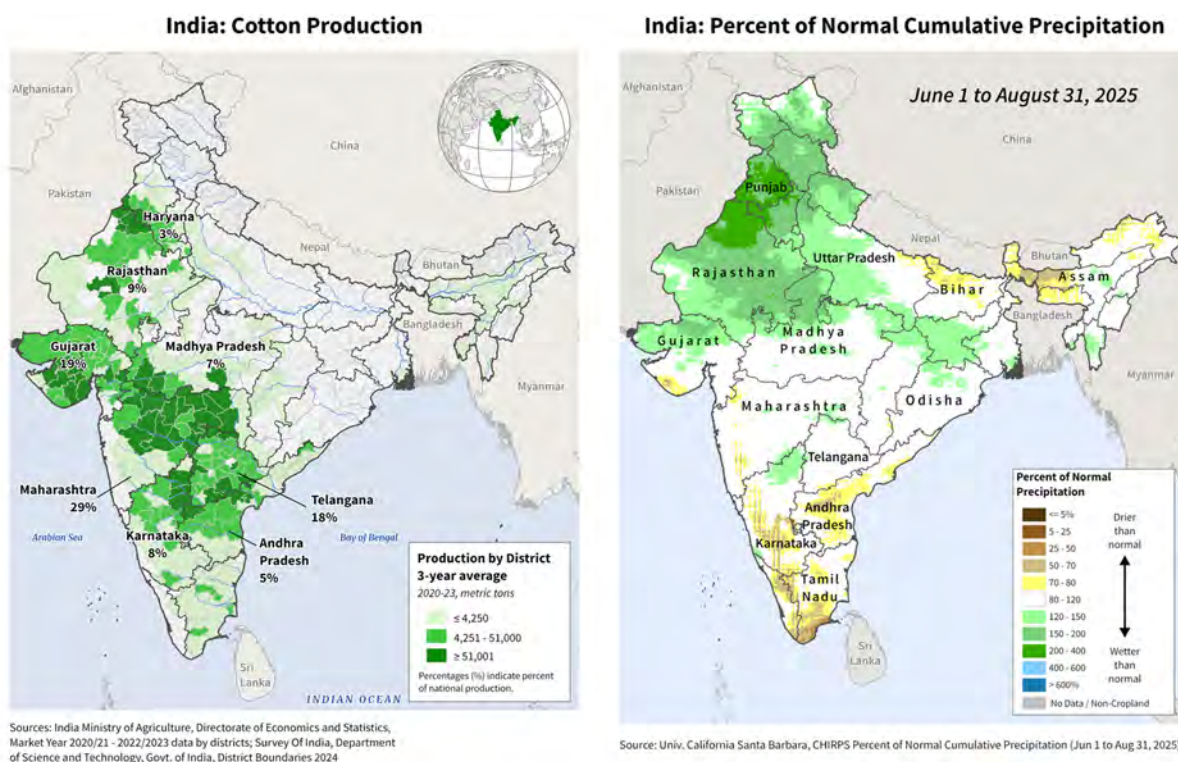 India: Cotton Production
Afghanistan
China
Pakistan
Haryana
3%
Nepal
Bhutan
Rajasthan
9%
Bangladesh
Gujarat
19%
Madhya Pradesh
7%
Myanmar
Maharashtra
29%
Telangana
18%
Arabian Sea
Karnataka
8%
Andhra
Pradesh
5%
Bay of Bengal
Sri
Lanka
INDIAN OCEAN
Production by District
3-year average
2020-23, metric tons
≤ 4,250
4,251 - 51,000
≥ 51,001
Percentages (%) indicate percent
of national production.
Sources: India Ministry of Agriculture, Directorate of Economics and Statistics,
Market Year 2020/21 - 2022/2023 data by districts; Survey Of India, Department
of Science and Technology, Govt. of India, District Boundaries 2024
India: Percent of Normal Cumulative Precipitation
June 1 to August 31, 2025
Afghanistan
China
Pakistan
Punjab
Nepal
Bhutan
Rajasthan
Uttar Pradesh
Bihar
Assam
Bangladesh
Gujarat
Madhya
Pradesh
Myanmar
Maharashtra
Odisha
Telangana
Andhra
Pradesh
Karnataka
Tamil
Nadu
Sri
Lanka
Percent of Normal
Precipitation
<= 5%
5 - 25
25 - 50
50 - 70
70 - 80
80 - 120
120 - 150
150 - 200
200 - 400
400 - 600
> 600%
No Data / Non-Cropland
Drier
than
normal
Wetter
than
normal
Source: Univ. California Santa Barbara, CHIRPS Percent of Normal Cumulative Precipitation (Jun 1 to Aug 31, 2025)